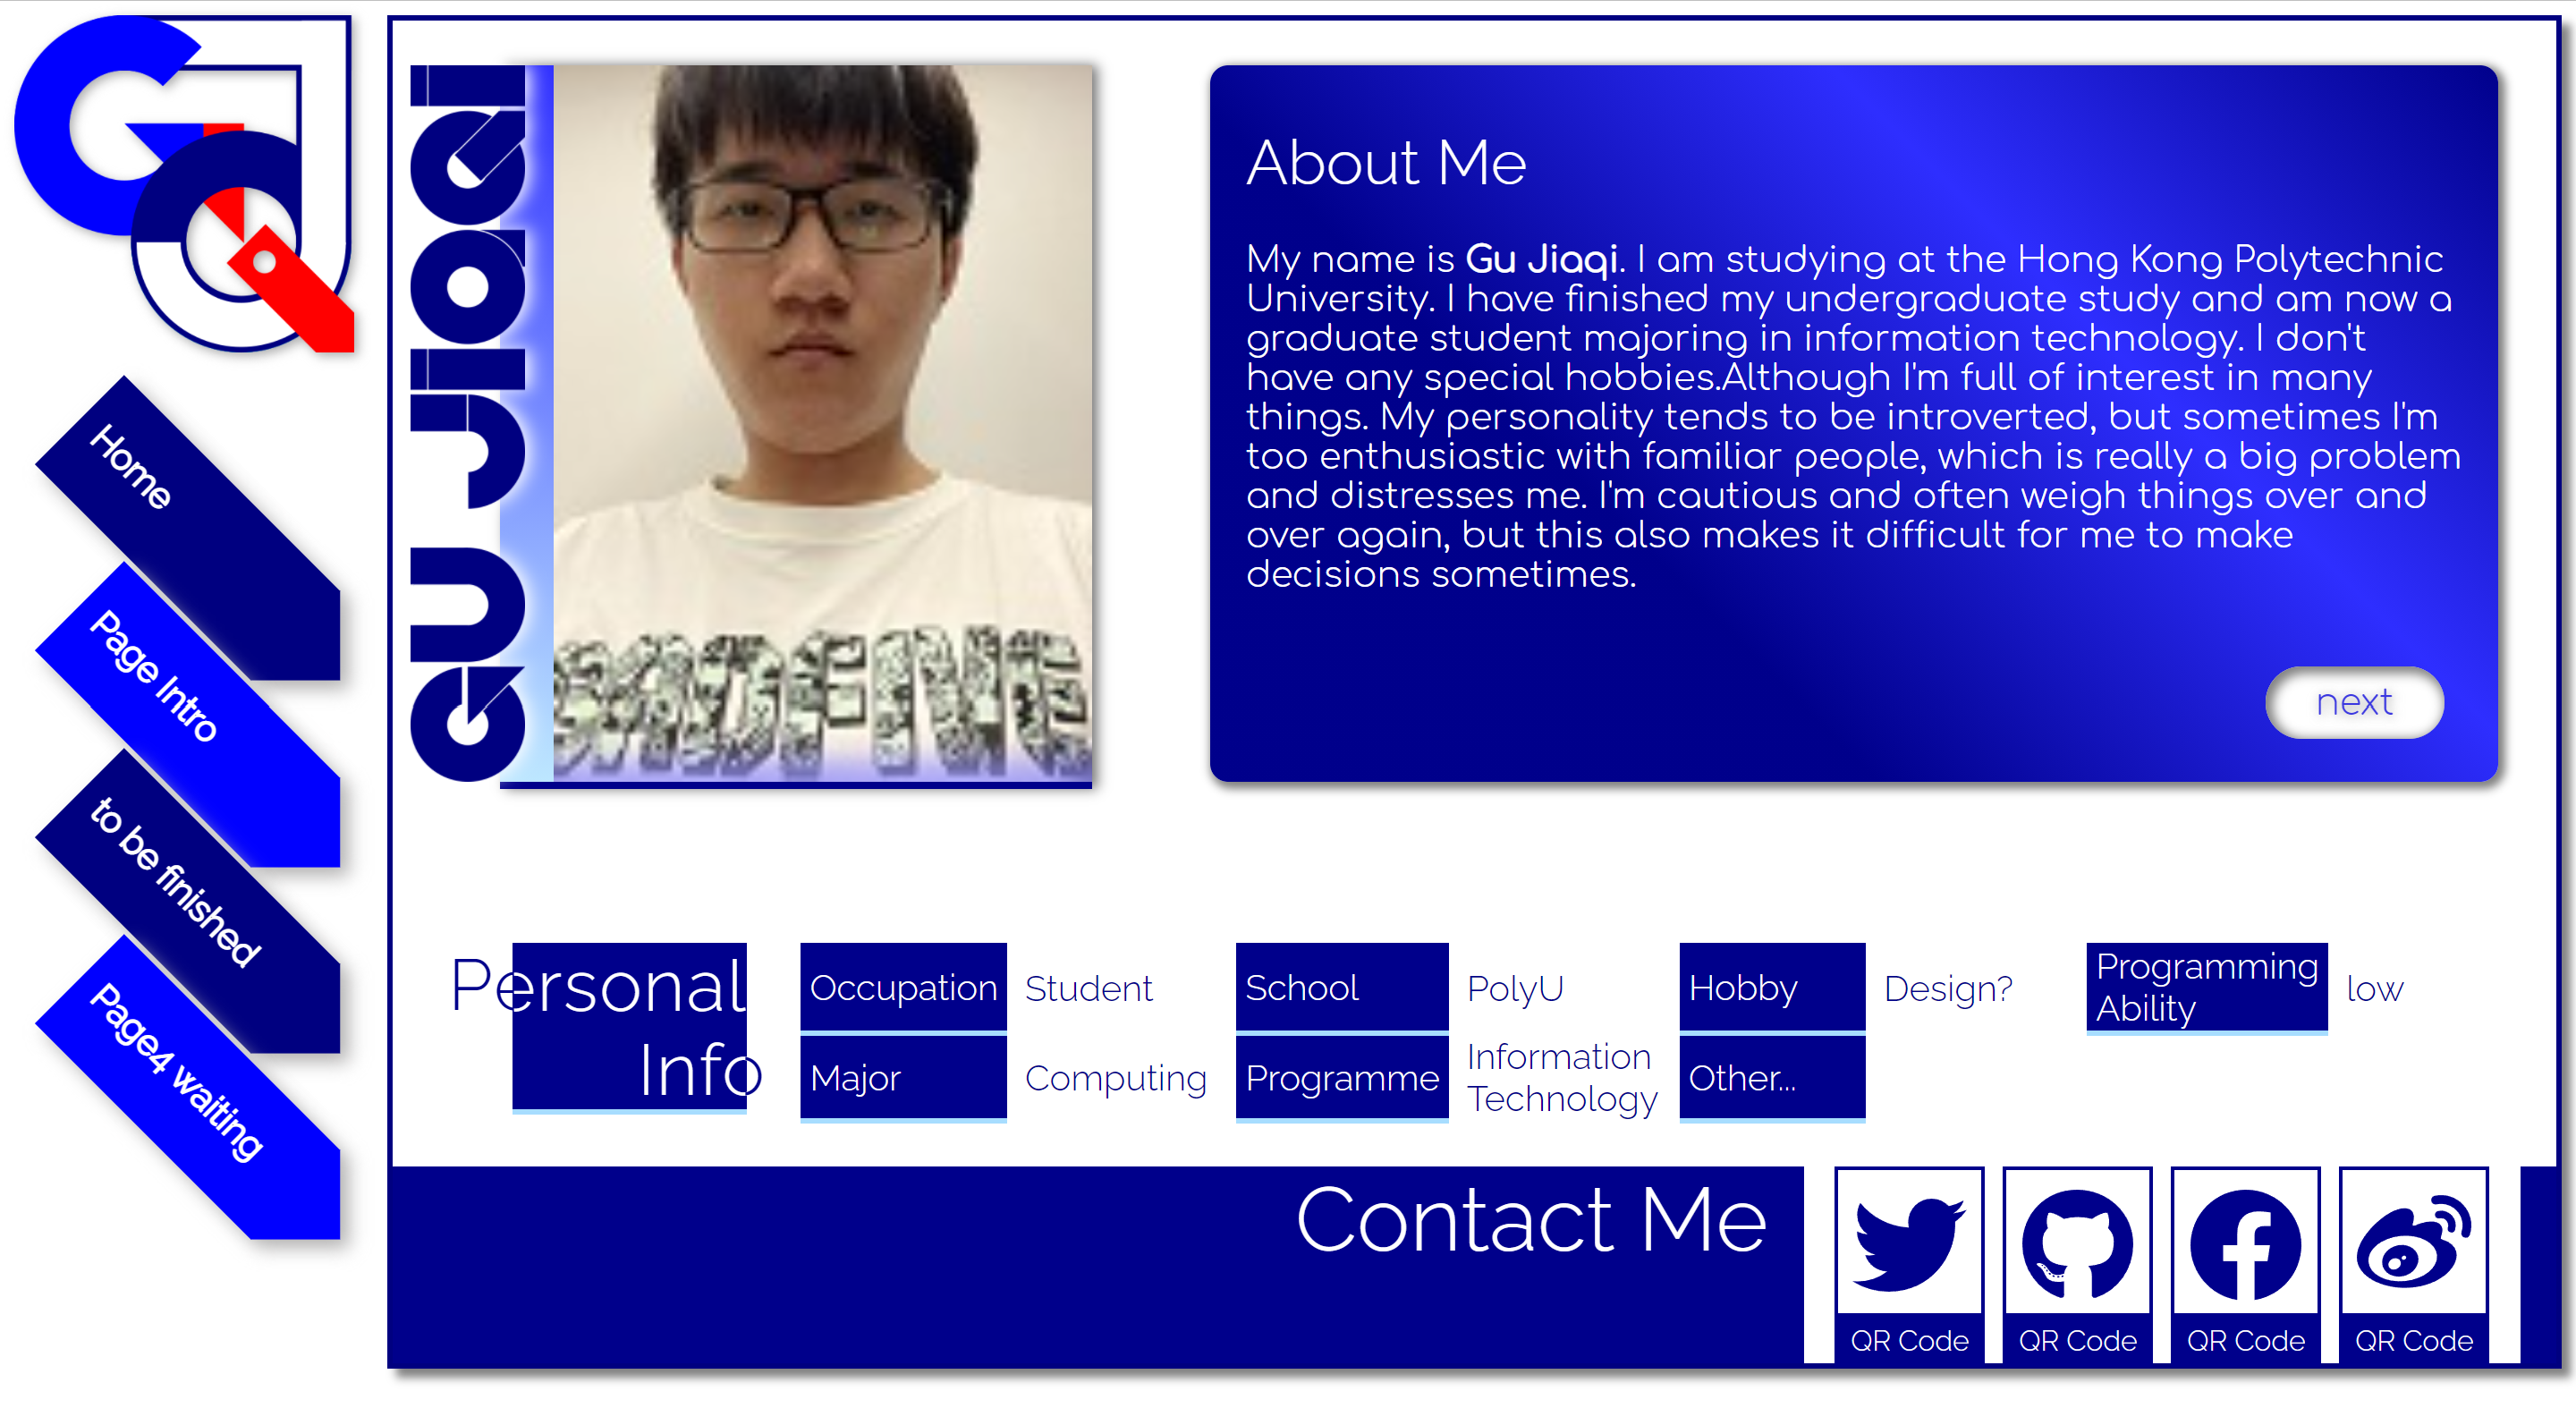 GJQ
Home
Page Intro
to be finished
Page4 waiting
GU JIAQI
About Me
My name is Gu Jiaqi. I am studying at the Hong Kong Polytechnic
University. I have finished my undergraduate study and am now a
graduate student majoring in information technology. I don't
have any special hobbies.Although I'm full of interest in many
things. My personality tends to be introverted, but sometimes I'm
too enthusiastic with familiar people, which is really a big problem
and distresses me. I'm cautious and often weigh things over and
over again, but this also makes it difficult for me to make
decisions sometimes.
next
Personal
Info
Occupation Student School PolyU Hobby Design? Programming Ability low
Major Computing Programme Information Technology Other...
Contact Me
QR Code QR Code QR Code QR Code